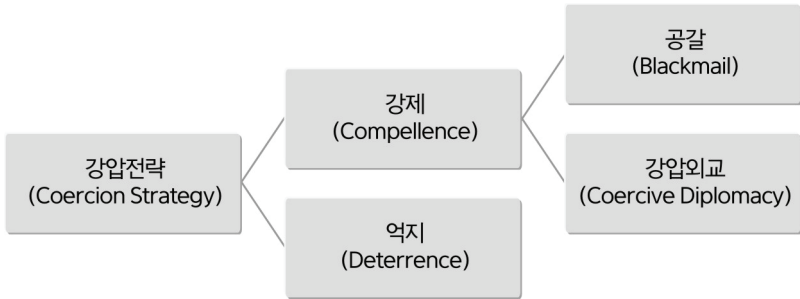 강압전략
(Coercion Strategy)
강제
(Compellence)
억지
(Deterrence)
공갈
(Blackmail)
강압외교
(Coercive Diplomacy)